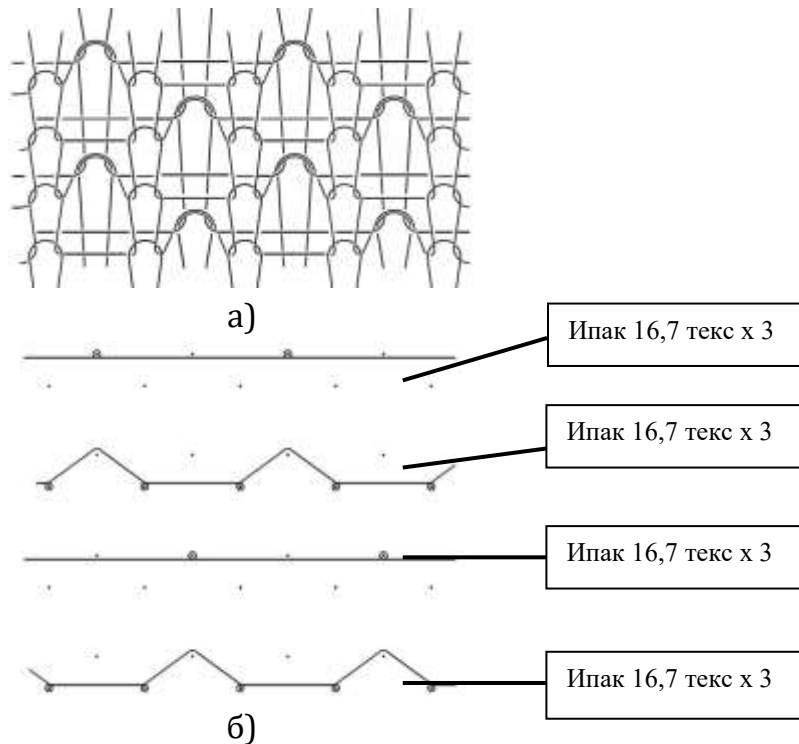 а)
Ипак 16,7 текс х 3
Ипак 16,7 текс х 3
Ипак 16,7 текс х 3
Ипак 16,7 текс х 3
б)